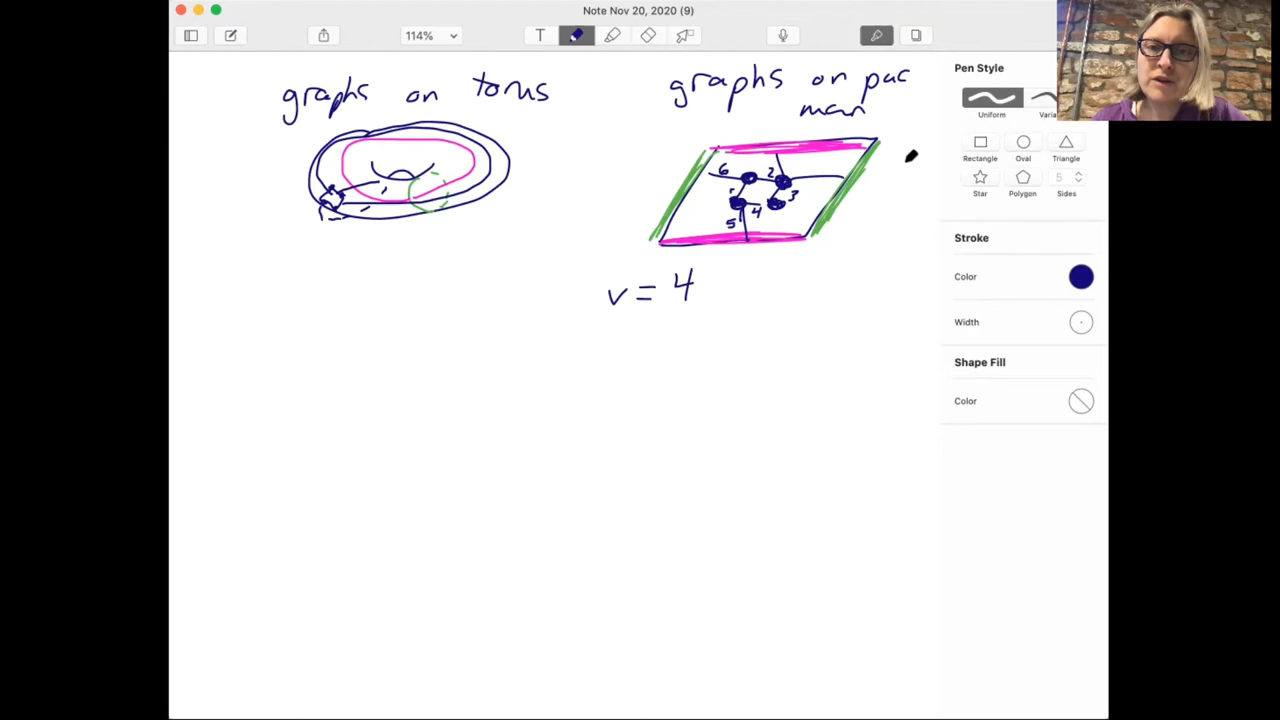 Note Nov 20, 2020 (9)
114%
T
graphs on torus
graphs on pac
man
6
2
3
4
5
v = 4
Pen Style
Uniform
Varia
Rectangle
Oval
Triangle
5
Star
Polygon
Sides
Stroke
Color
Width
Shape Fill
Color